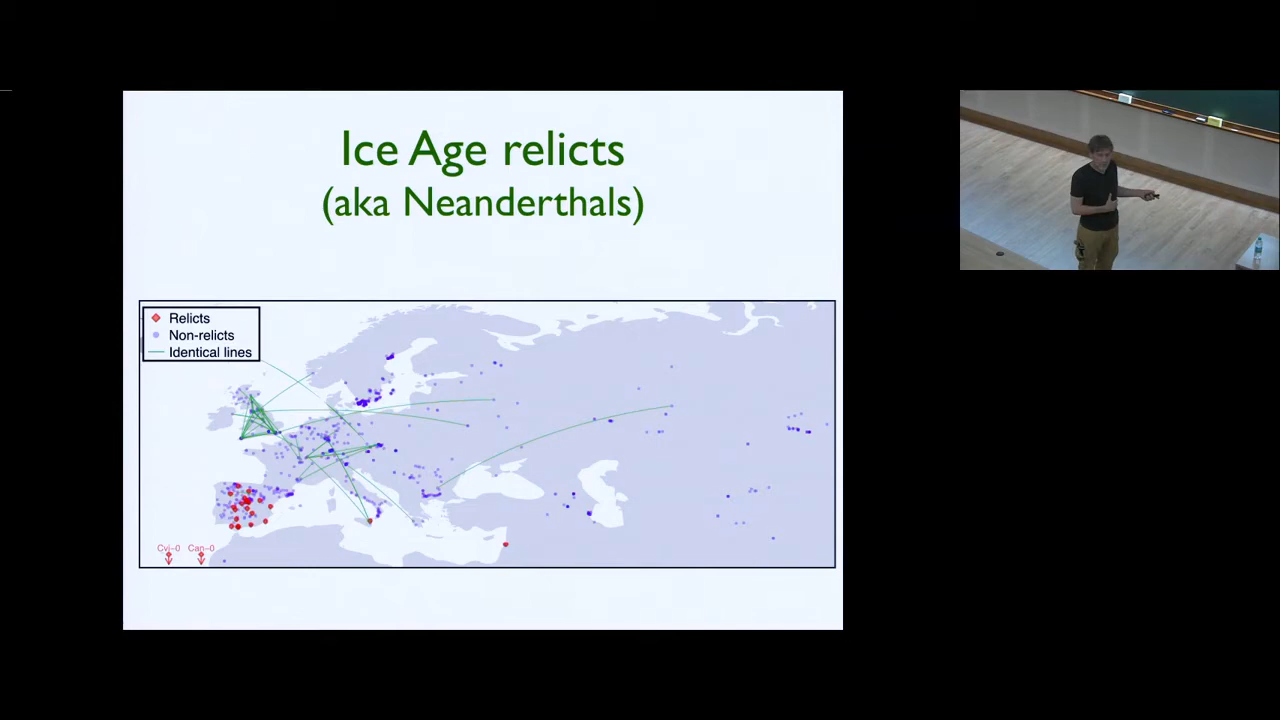 Ice Age relicts
(aka Neanderthals)
Relicts
Non-relicts
Identical lines
Cvi-0 Can-0